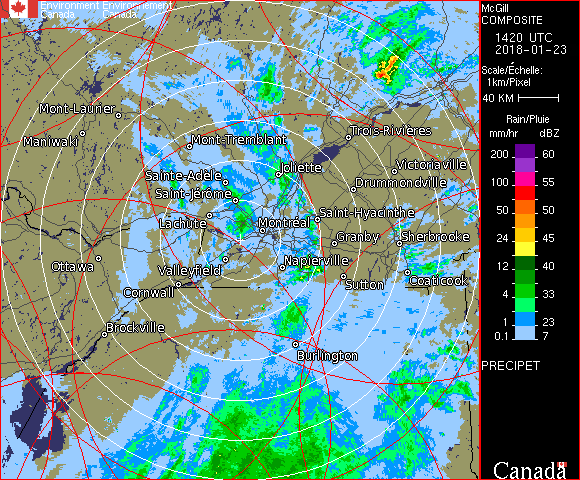 Environment Environnement
Canada Canada
McGill
COMPOSITE
1420 UTC
2018-01-23
Scale/Échelle:
1km/Pixel
40 KM
Rain/Pluie
mm/hr dBZ
200 60
100 55
50 50
24 45
12 40
4 33
1 23
0.1 7
PRECIPET
Canada
Mont-Laurier
Maniwaki
Mont-Tremblant
Trois-Rivières
Joliette
Victoriaville
Sainte-Adèle
Drummondville
Saint-Jérôme
Saint-Hyacinthe
Lachute
Montréal
Granby
Sherbrooke
Ottawa
Valleyfield
Napierville
Coaticook
Cornwall
Sutton
Brockville
Burlington